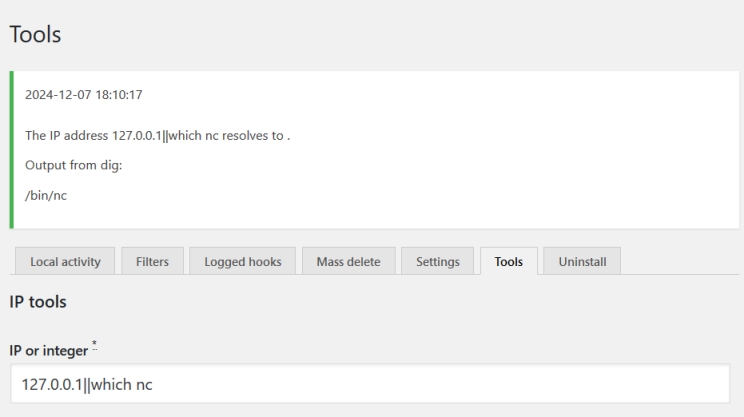 Tools
2024-12-07 18:10:17
The IP address 127.0.0.1||which nc resolves to .
Output from dig:
/bin/nc
Local activity Filters Logged hooks Mass delete Settings Tools Uninstall
IP tools
IP or integer *
127.0.0.1||which nc